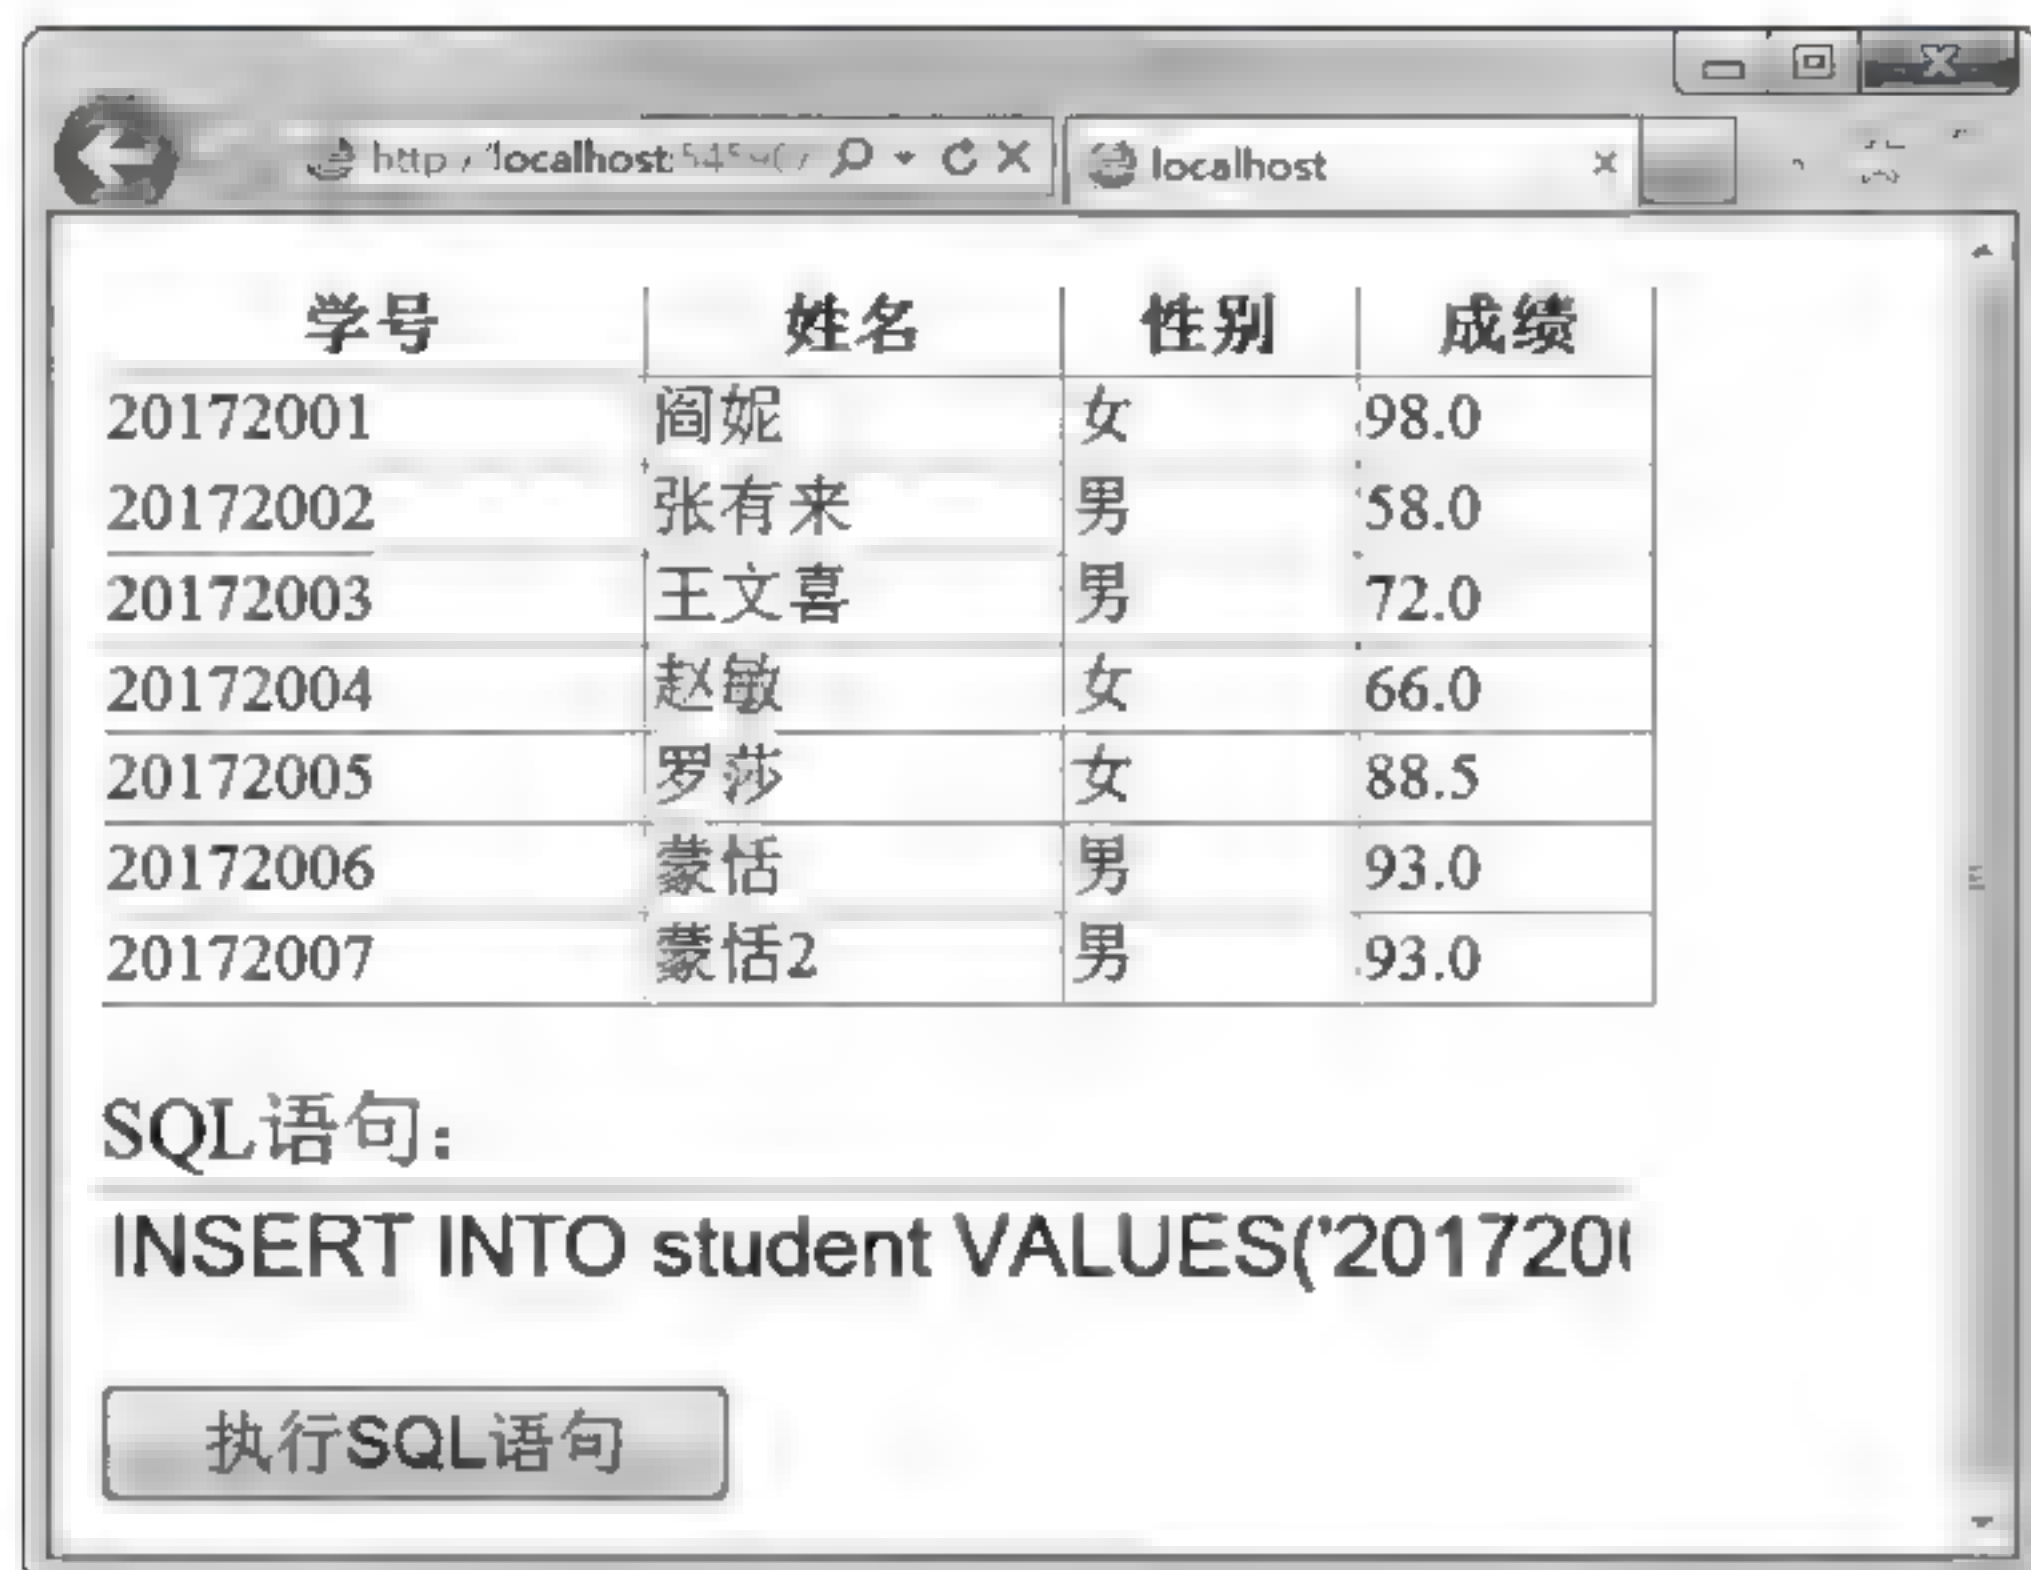 localhost
localhost
学号 姓名 性别 成绩
20172001 阎妮 女 98.0
20172002 张有来 男 58.0
20172003 王文喜 男 72.0
20172004 赵敏 女 66.0
20172005 罗莎 女 88.5
20172006 蒙恬 男 93.0
20172007 蒙恬2 男 93.0
SQL语句：
INSERT INTO student VALUES('2017200
执行SQL语句